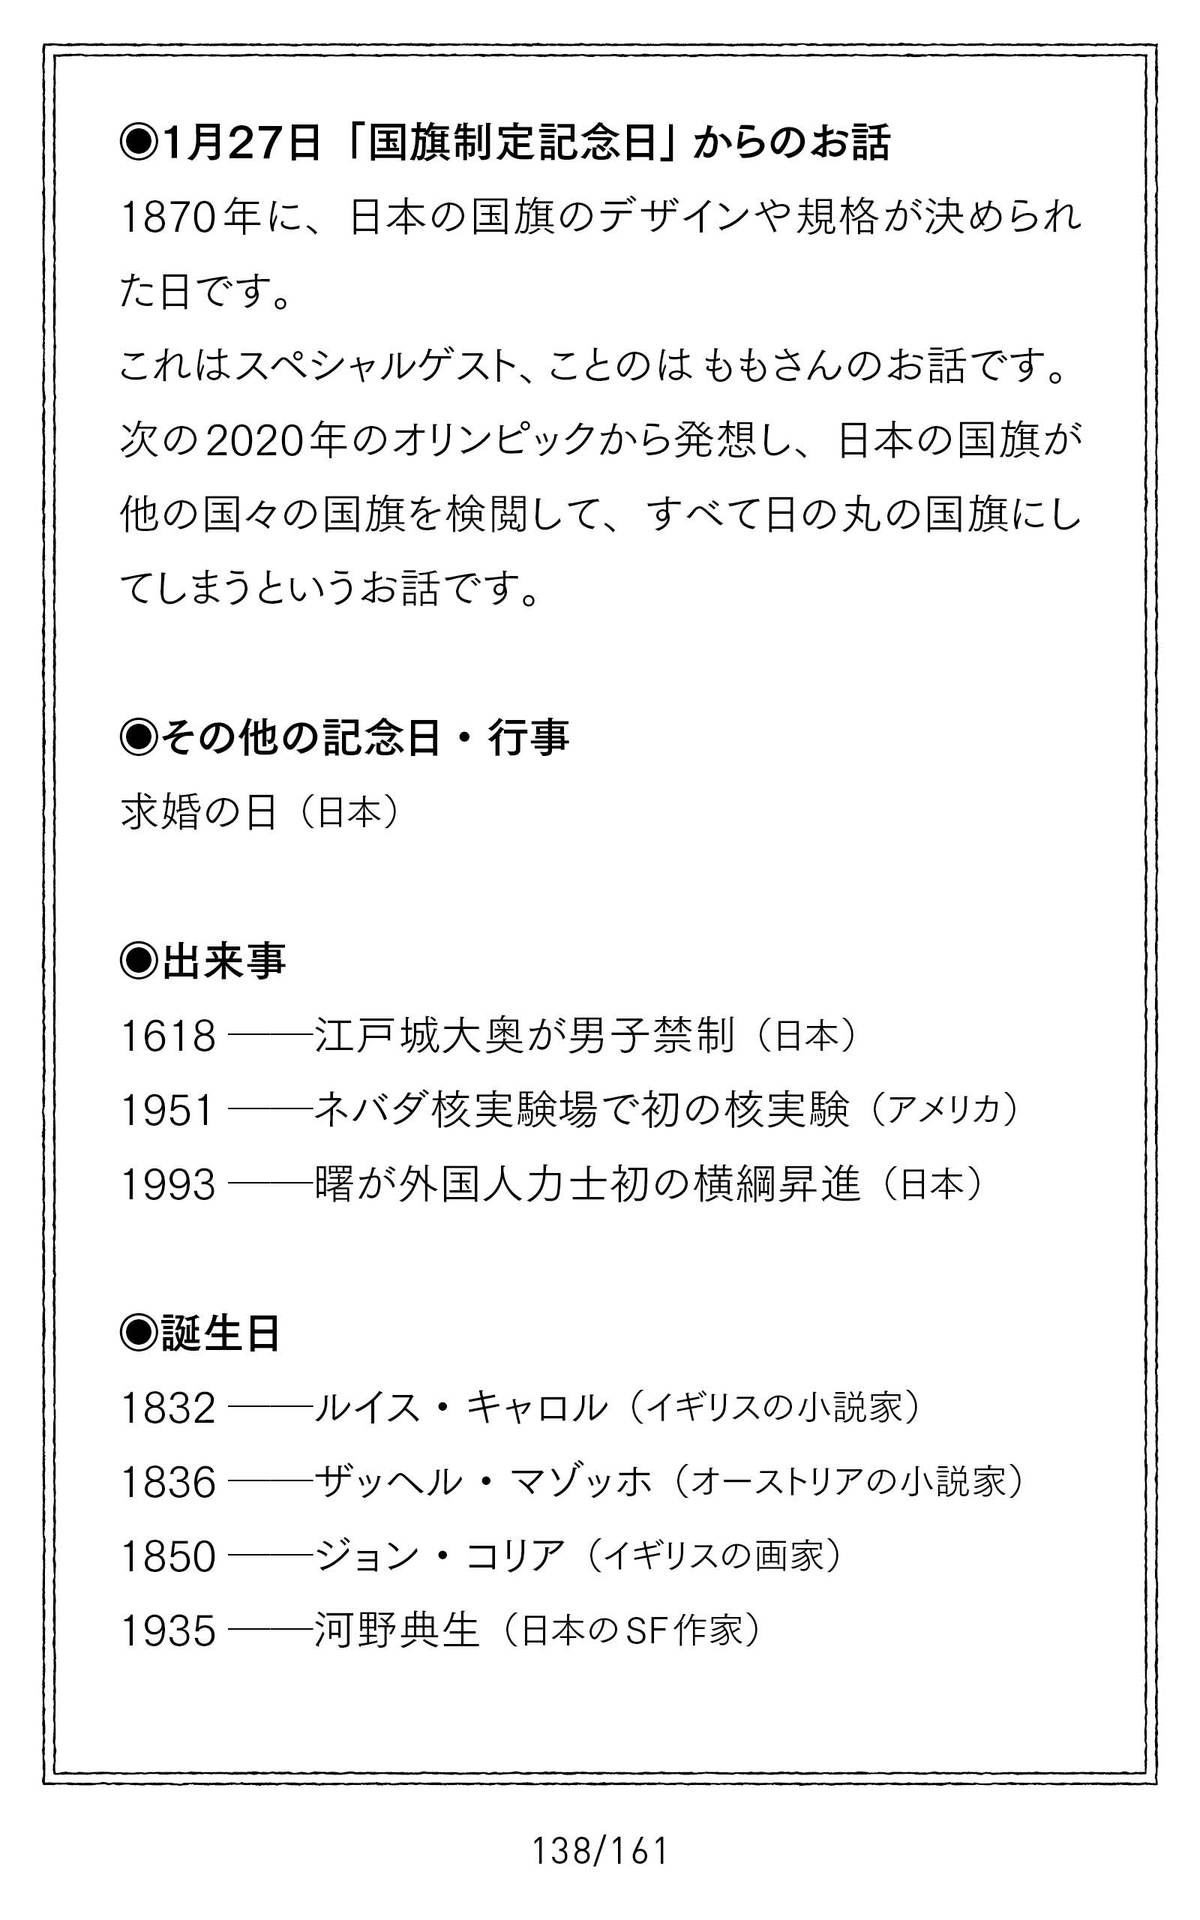 ◉1月27日「国旗制定記念日」からのお話
1870年に、日本の国旗のデザインや規格が決められ
た日です。
これはスペシャルゲスト、ことのは ももさんのお話です。
次の2020年のオリンピックから発想し、日本の国旗が
他の国々の国旗を検閲して、すべて日の丸の国旗にし
てしまうというお話です。
◉その他の記念日・行事
求婚の日（日本）
◉出来事
1618 ――江戸城大奥が男子禁制（日本）
1951 ――ネバダ核実験場で初の核実験（アメリカ）
1993 ――曙が外国人力士初の横綱昇進（日本）
◉誕生日
1832 ――ルイス・キャロル（イギリスの小説家）
1836 ――ザッヘル・マゾッホ（オーストリアの小説家）
1850 ――ジョン・コリア（イギリスの画家）
1935 ――河野典生（日本のSF作家）
138/161